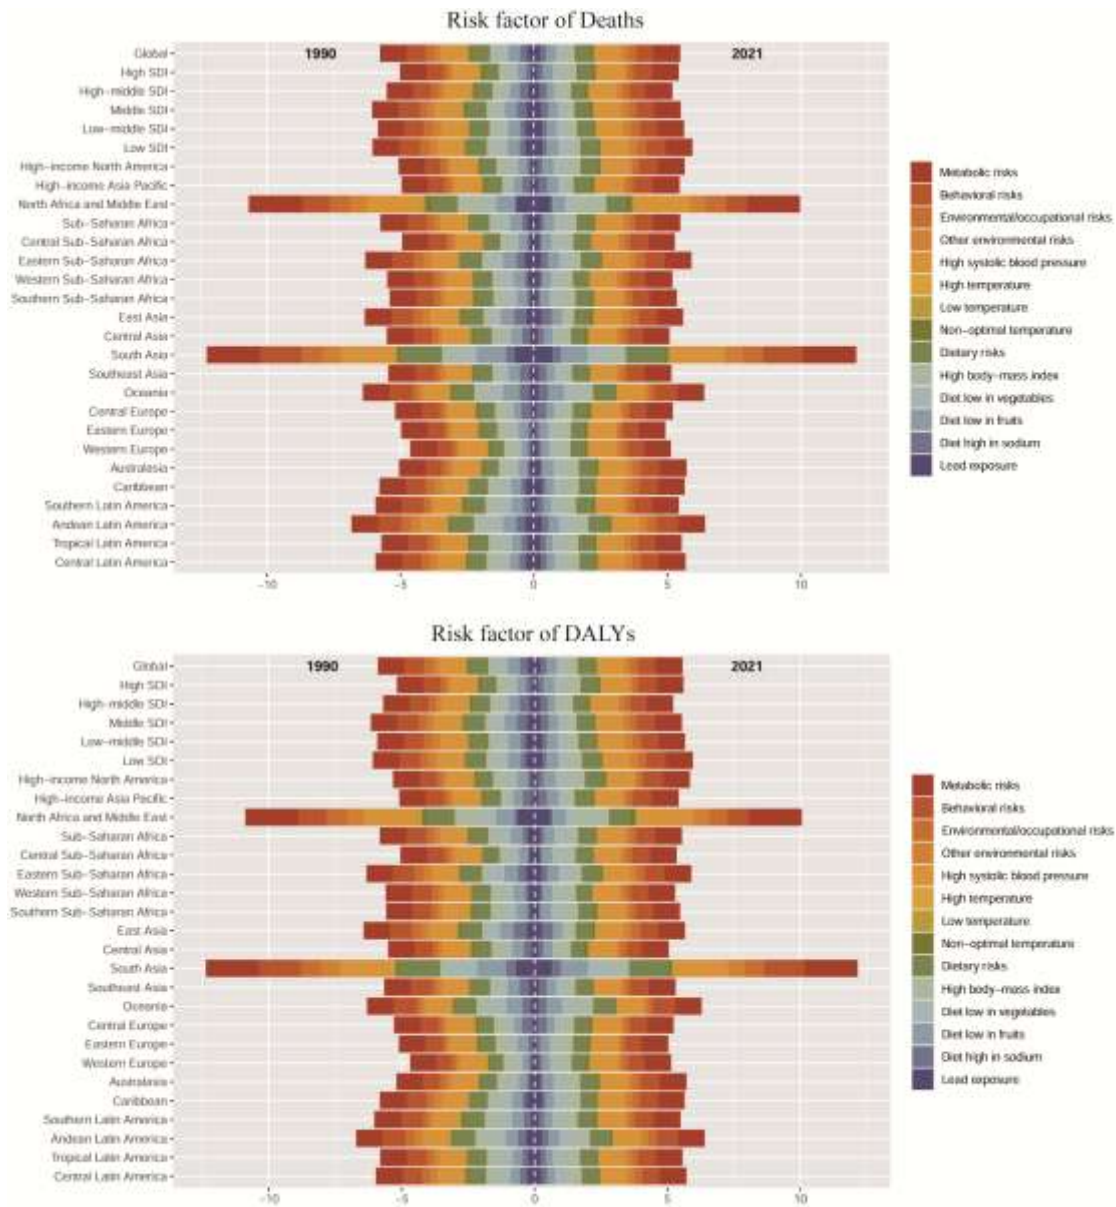 Risk factor of Deaths
1990
2021
Global
High SDI
High-middle SDI
Middle SDI
Low-middle SDI
Low SDI
High-income North America
High-income Asia Pacific
North Africa and Middle East
Sub-Saharan Africa
Central Sub-Saharan Africa
Eastern Sub-Saharan Africa
Western Sub-Saharan Africa
Southern Sub-Saharan Africa
East Asia
Central Asia
South Asia
Southeast Asia
Oceania
Central Europe
Eastern Europe
Western Europe
Australasia
Caribbean
Southern Latin America
Andean Latin America
Tropical Latin America
Central Latin America
-10 -5 0 5 10
Metabolic risks
Behavioral risks
Environmental/occupational risks
Other environmental risks
High systolic blood pressure
High temperature
Low temperature
Non-optimal temperature
Dietary risks
High body-mass index
Diet low in vegetables
Diet low in fruits
Diet high in sodium
Lead exposure
Risk factor of DALYs
1990
2021
Global
High SDI
High-middle SDI
Middle SDI
Low-middle SDI
Low SDI
High-income North America
High-income Asia Pacific
North Africa and Middle East
Sub-Saharan Africa
Central Sub-Saharan Africa
Eastern Sub-Saharan Africa
Western Sub-Saharan Africa
Southern Sub-Saharan Africa
East Asia
Central Asia
South Asia
Southeast Asia
Oceania
Central Europe
Eastern Europe
Western Europe
Australasia
Caribbean
Southern Latin America
Andean Latin America
Tropical Latin America
Central Latin America
-10 -5 0 5 10
Metabolic risks
Behavioral risks
Environmental/occupational risks
Other environmental risks
High systolic blood pressure
High temperature
Low temperature
Non-optimal temperature
Dietary risks
High body-mass index
Diet low in vegetables
Diet low in fruits
Diet high in sodium
Lead exposure